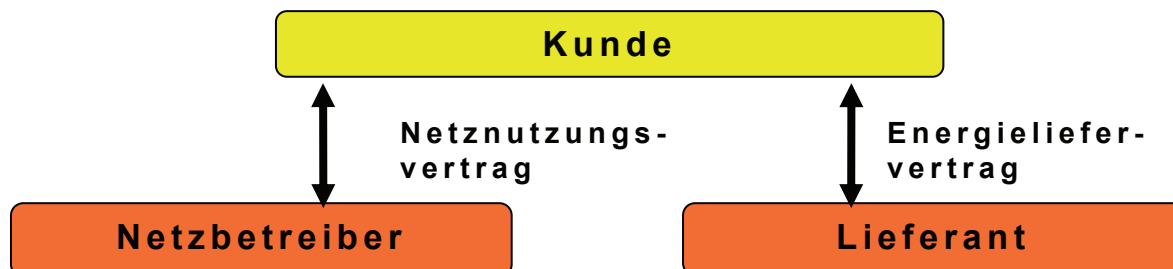 Kunde
Netznutzungs-
vertrag
Energieliefer-
vertrag
Netzbetreiber
Lieferant